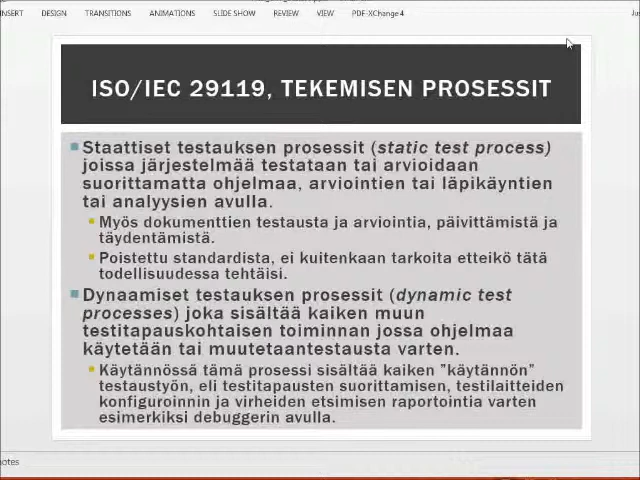 INSERT DESIGN TRANSITIONS ANIMATIONS SLIDE SHOW REVIEW VIEW PDF-XChange 4
ISO/IEC 29119, TEKEMISEN PROSESSIT
Staattiset testauksen prosessit (static test process)
joissa järjestelmää testataan tai arvioidaan
suorittamatta ohjelmaa, arviointien tai läpikäyntien
tai analyysien avulla.
Myös dokumenttien testausta ja arviointia, päivittämistä ja
täydentämistä.
Poistettu standardista, ei kuitenkaan tarkoita etteikö tätä
todellisuudessa tehtäisi.
Dynaamiset testauksen prosessit (dynamic test
processes) joka sisältää kaiken muun
testitapauskohtaisen toiminnan jossa ohjelmaa
käytetään tai muutetaantestausta varten.
Käytännössä tämä prosessi sisältää kaiken ”käytännön”
testaustyön, eli testitapausten suorittamisen, testilaitteiden
konfiguroinnin ja virheiden etsimisen raportointia varten
esimerkiksi debuggerin avulla.